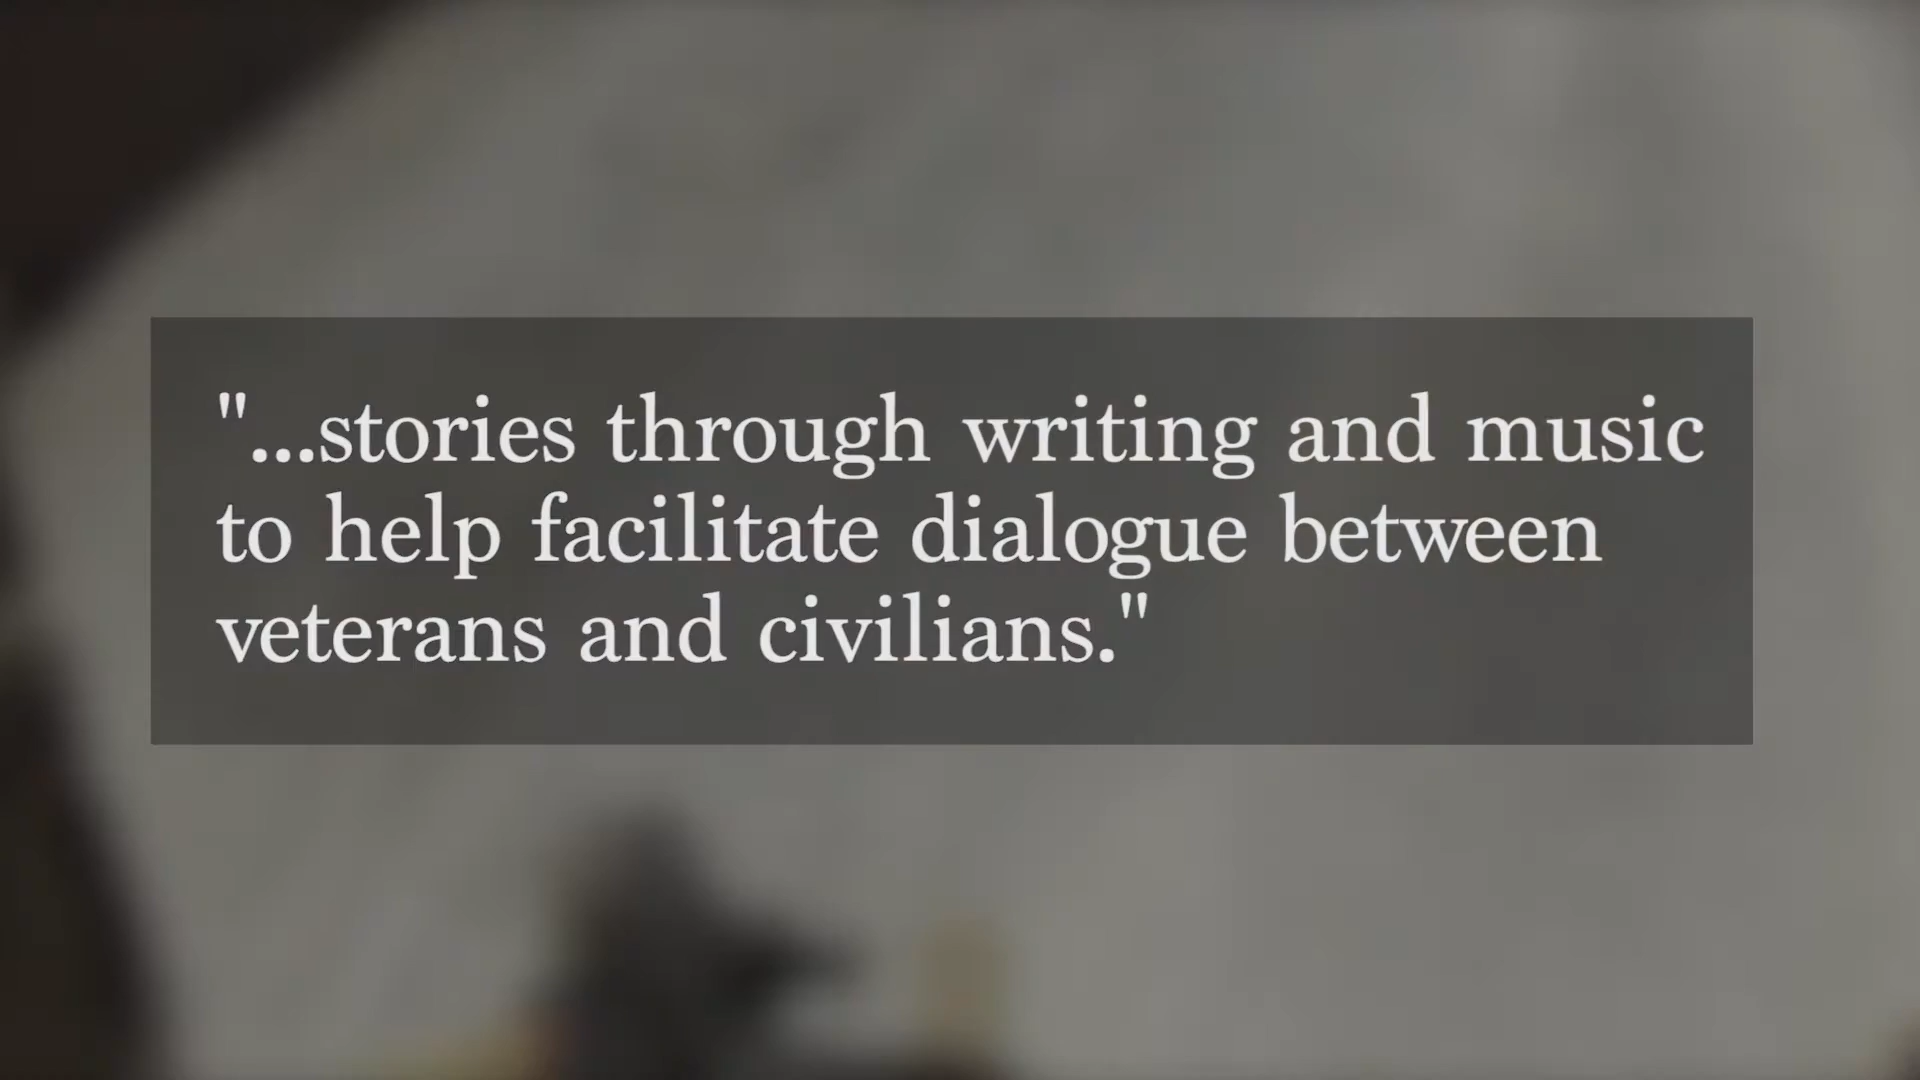 "...stories through writing and music
to help facilitate dialogue between
veterans and civilians."